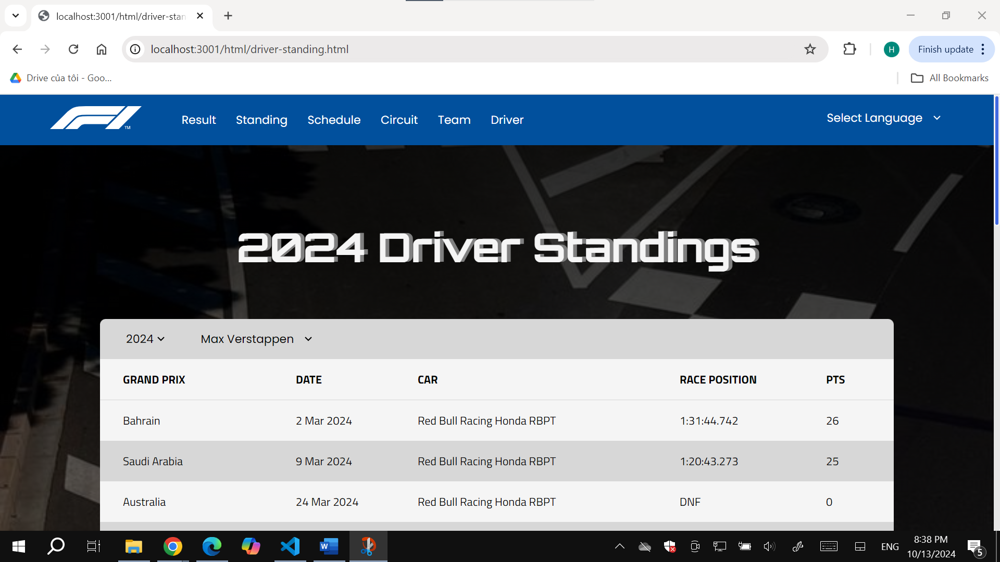 localhost:3001/html/driver-stan
localhost:3001/html/driver-standing.html
H
Finish update
Drive của tôi - Goo...
All Bookmarks
F1 TM
Result Standing Schedule Circuit Team Driver
Select Language
2024 Driver Standings
2024 Max Verstappen
GRAND PRIX DATE CAR RACE POSITION PTS
Bahrain 2 Mar 2024 Red Bull Racing Honda RBPT 1:31:44.742 26
Saudi Arabia 9 Mar 2024 Red Bull Racing Honda RBPT 1:20:43.273 25
Australia 24 Mar 2024 Red Bull Racing Honda RBPT DNF 0
W
ENG
8:38 PM
10/13/2024
5